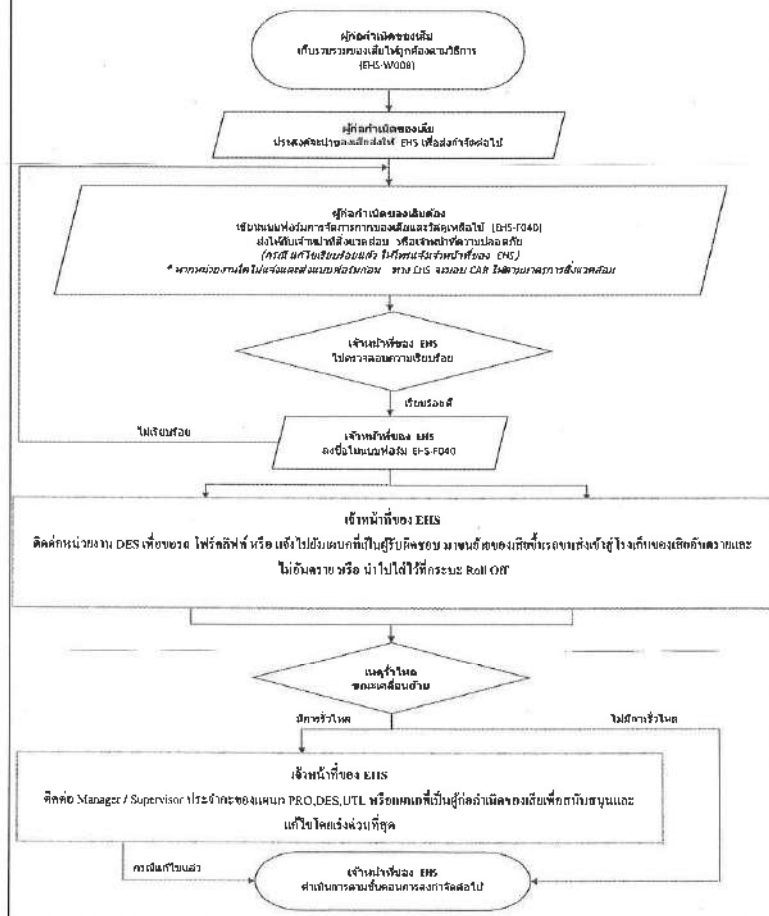 ผู้ก่อกำเนิดของเสีย
เก็บรวบรวมของเสียให้ถูกต้องตามวิธีการ
(EHS-W008)
ผู้ก่อกำเนิดของเสีย
ประสงค์จะนำของเสียส่งให้ EHS เพื่อส่งกำจัดต่อไป
ผู้ก่อกำเนิดของเสียต้อง
เขียนแบบฟอร์มการจัดการกากของเสียและวัสดุเหลือใช้ (EHS-F040)
ส่งให้กับเจ้าหน้าที่สิ่งแวดล้อม หรือเจ้าหน้าที่ความปลอดภัย
(กรณี แก้ไขเรียบร้อยแล้ว ให้โทรแจ้งเจ้าหน้าที่ของ EHS)
* หากหน่วยงานใดไม่แจ้งและส่งแบบฟอร์มก่อน ทาง EHS จะมอบ CAR ให้ตามมาตรการสิ่งแวดล้อม
เจ้าหน้าที่ของ EHS
ไปตรวจสอบความเรียบร้อย
เรียบร้อยดี
ไม่เรียบร้อย
เจ้าหน้าที่ของ EHS
ลงชื่อในแบบฟอร์ม EHS-F040
เจ้าหน้าที่ของ EHS
ติดต่อหน่วยงาน DES เพื่อขอรถ โฟร์คลิฟท์ หรือ แจ้งไปยังแผนกที่เป็นผู้รับผิดชอบ มาขนย้ายของเสียขึ้นรถขนส่งเข้าสู่ โรงเก็บของเสียอันตรายและ
ไม่อันตราย หรือ นำไปใส่ไว้ที่กระบะ Roll Off
เหตุรั่วไหล
ขณะเคลื่อนย้าย
มีการรั่วไหล
ไม่มีการรั่วไหล
เจ้าหน้าที่ของ EHS
ติดต่อ Manager / Supervisor ประจำกะของแผนก PRO,DES,UTL หรือแผนกที่เป็นผู้ก่อกำเนิดของเสียเพื่อสนับสนุนและ
แก้ไขโดยเร่งด่วนที่สุด
กรณีแก้ไขแล้ว
เจ้าหน้าที่ของ EHS
ดำเนินการตามขั้นตอนการส่งกำจัดต่อไป